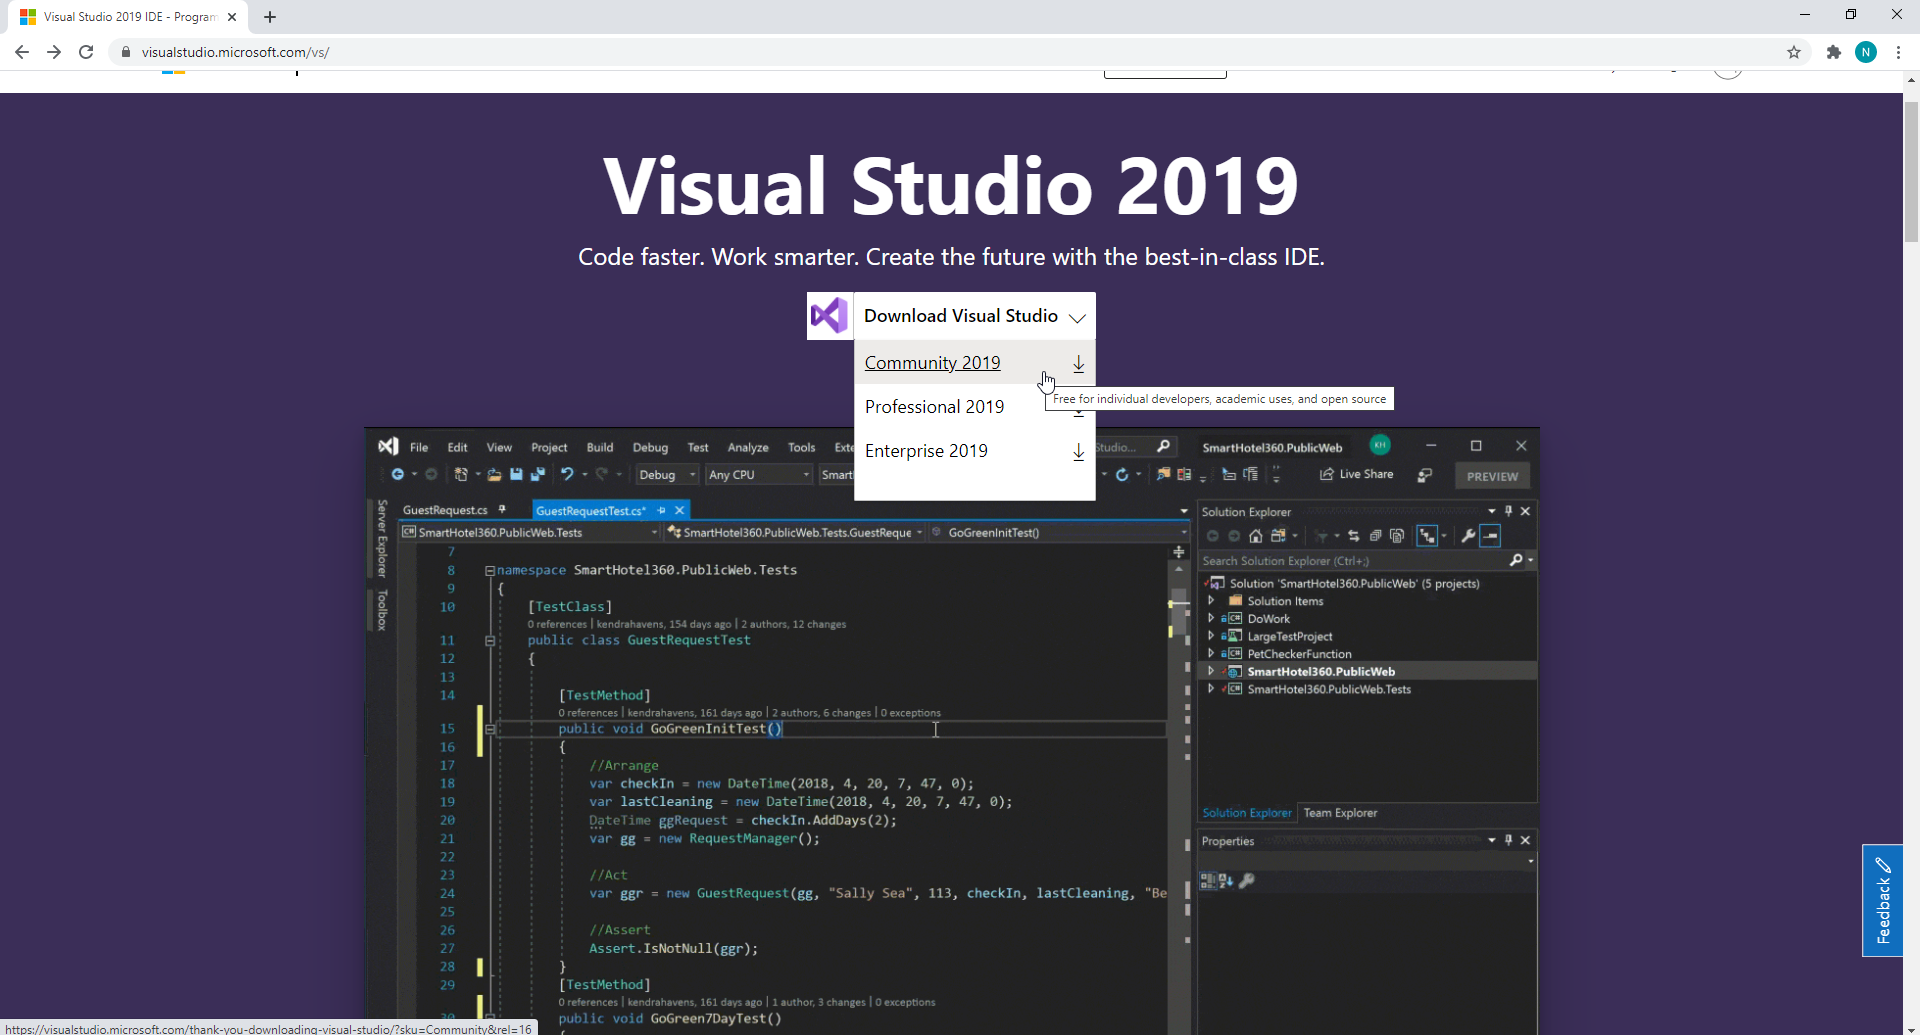 Visual Studio 2019 IDE - Program
visualstudio.microsoft.com/vs/
N
Visual Studio 2019
Code faster. Work smarter. Create the future with the best-in-class IDE.
Download Visual Studio
Community 2019
Free for individual developers, academic uses, and open source
Professional 2019
Enterprise 2019
File Edit View Project Build Debug Test Analyze Tools Exte
Studio... SmartHotel360.PublicWeb KH
Debug Any CPU Smart Live Share PREVIEW
Server Explorer
Toolbox
GuestRequest.cs GuestRequestTest.cs*
SmartHotel360.PublicWeb.Tests SmartHotel360.PublicWeb.Tests.GuestReque GoGreenInitTest()
7
8 namespace SmartHotel360.PublicWeb.Tests
9 {
10 [TestClass]
0 references | kendrahavens, 154 days ago | 2 authors, 12 changes
11 public class GuestRequestTest
12 {
13
14 [TestMethod]
0 references | kendrahavens, 161 days ago | 2 authors, 6 changes | 0 exceptions
15 public void GoGreenInitTest()
16 {
17 //Arrange
18 var checkIn = new DateTime(2018, 4, 20, 7, 47, 0);
19 var lastCleaning = new DateTime(2018, 4, 20, 7, 47, 0);
20 DateTime ggRequest = checkIn.AddDays(2);
21 var gg = new RequestManager();
22
23 //Act
24 var ggr = new GuestRequest(gg, "Sally Sea", 113, checkIn, lastCleaning, "Be
25
26 //Assert
27 Assert.IsNotNull(ggr);
28 }
29 [TestMethod]
0 references | kendrahavens, 161 days ago | 1 author, 3 changes | 0 exceptions
30 public void GoGreen7DayTest()
Solution Explorer
Search Solution Explorer (Ctrl+;)
Solution 'SmartHotel360.PublicWeb' (5 projects)
Solution Items
DoWork
LargeTestProject
PetCheckerFunction
SmartHotel360.PublicWeb
SmartHotel360.PublicWeb.Tests
Solution Explorer Team Explorer
Properties
Feedback
https://visualstudio.microsoft.com/thank-you-downloading-visual-studio/?sku=Community&rel=16